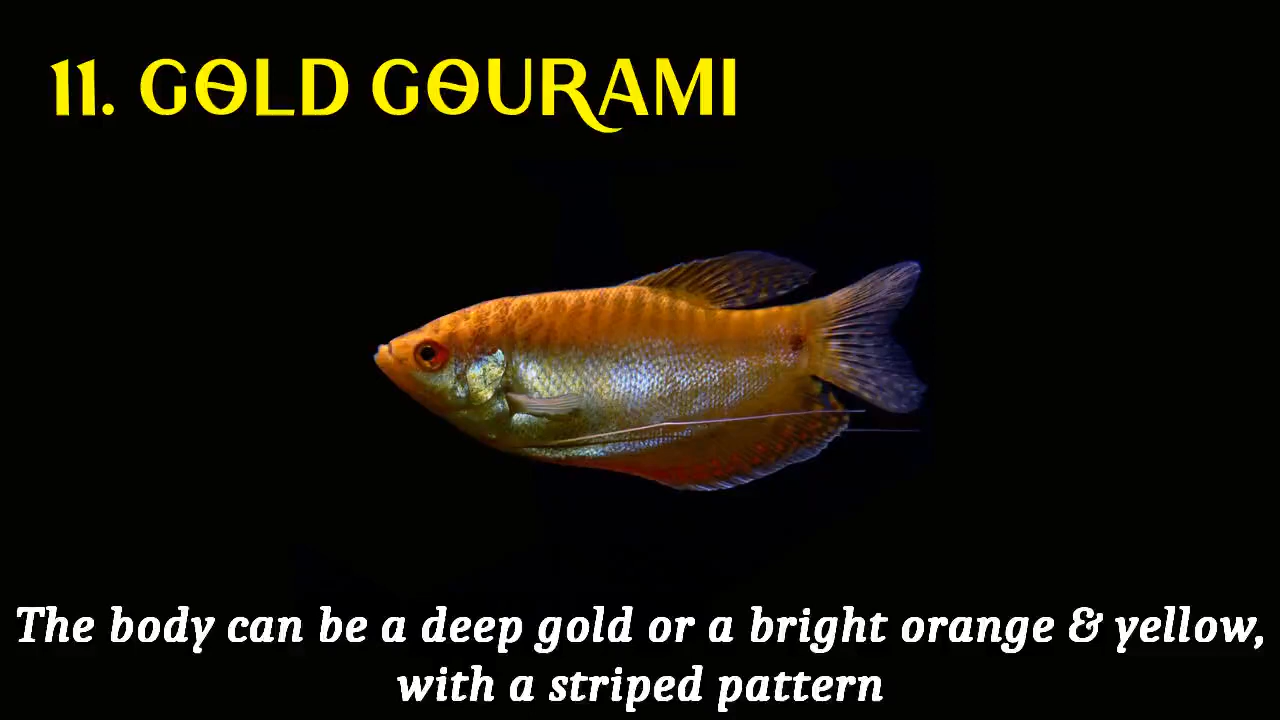 11. GOLD GOURAMI
The body can be a deep gold or a bright orange & yellow,
with a striped pattern